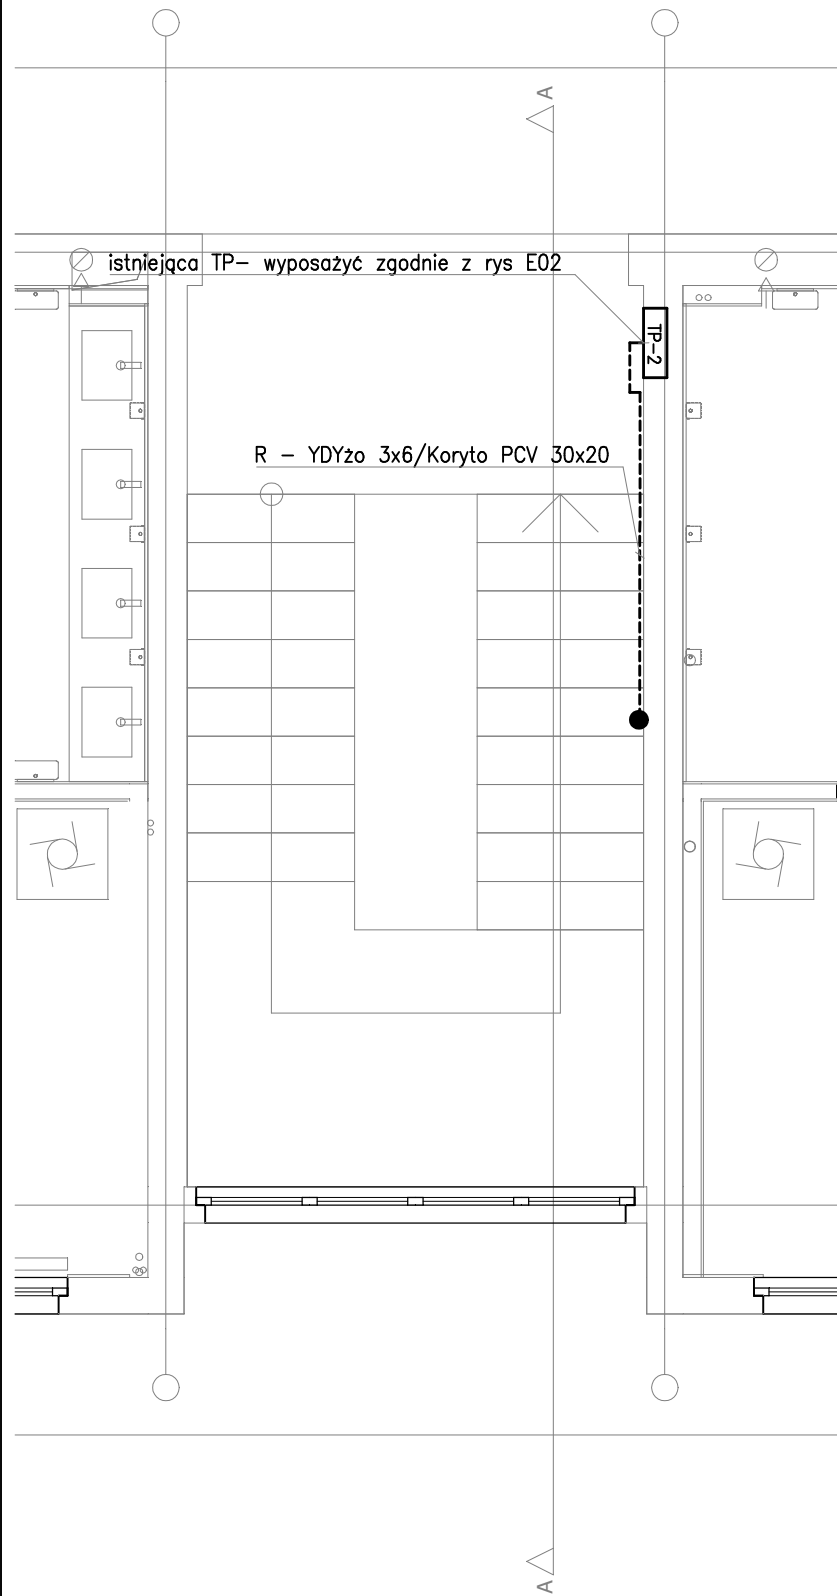 A
istniejąca TP– wyposażyć zgodnie z rys E02
TP–2
R – YDYżo 3x6/Koryto PCV 30x20
A